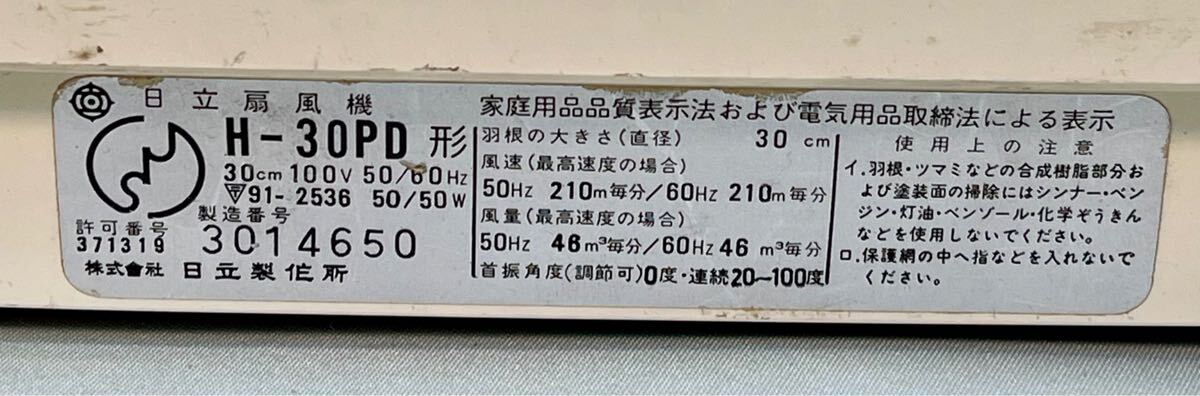 日立扇風機
H-30PD 形
30cm 100V 50/60Hz
▽91-2536 50/50W
許可番号
371319
製造番号
3014650
株式會社 日立製作所
家庭用品品質表示法および電気用品取締法による表示
羽根の大きさ(直径) 30 cm
風速(最高速度の場合)
50Hz 210m毎分/60Hz 210m毎分
風量(最高速度の場合)
50Hz 46m³毎分/60Hz 46 m³毎分
首振角度(調節可)0度・連続20~100度
使用上の注意
イ.羽根・ツマミなどの合成樹脂部分お
よび塗装面の掃除にはシンナー・ベン
ジン・灯油・ベンゾール・化学ぞうきん
などを使用しないでください。
ロ.保護網の中へ指などを入れないで
ください。